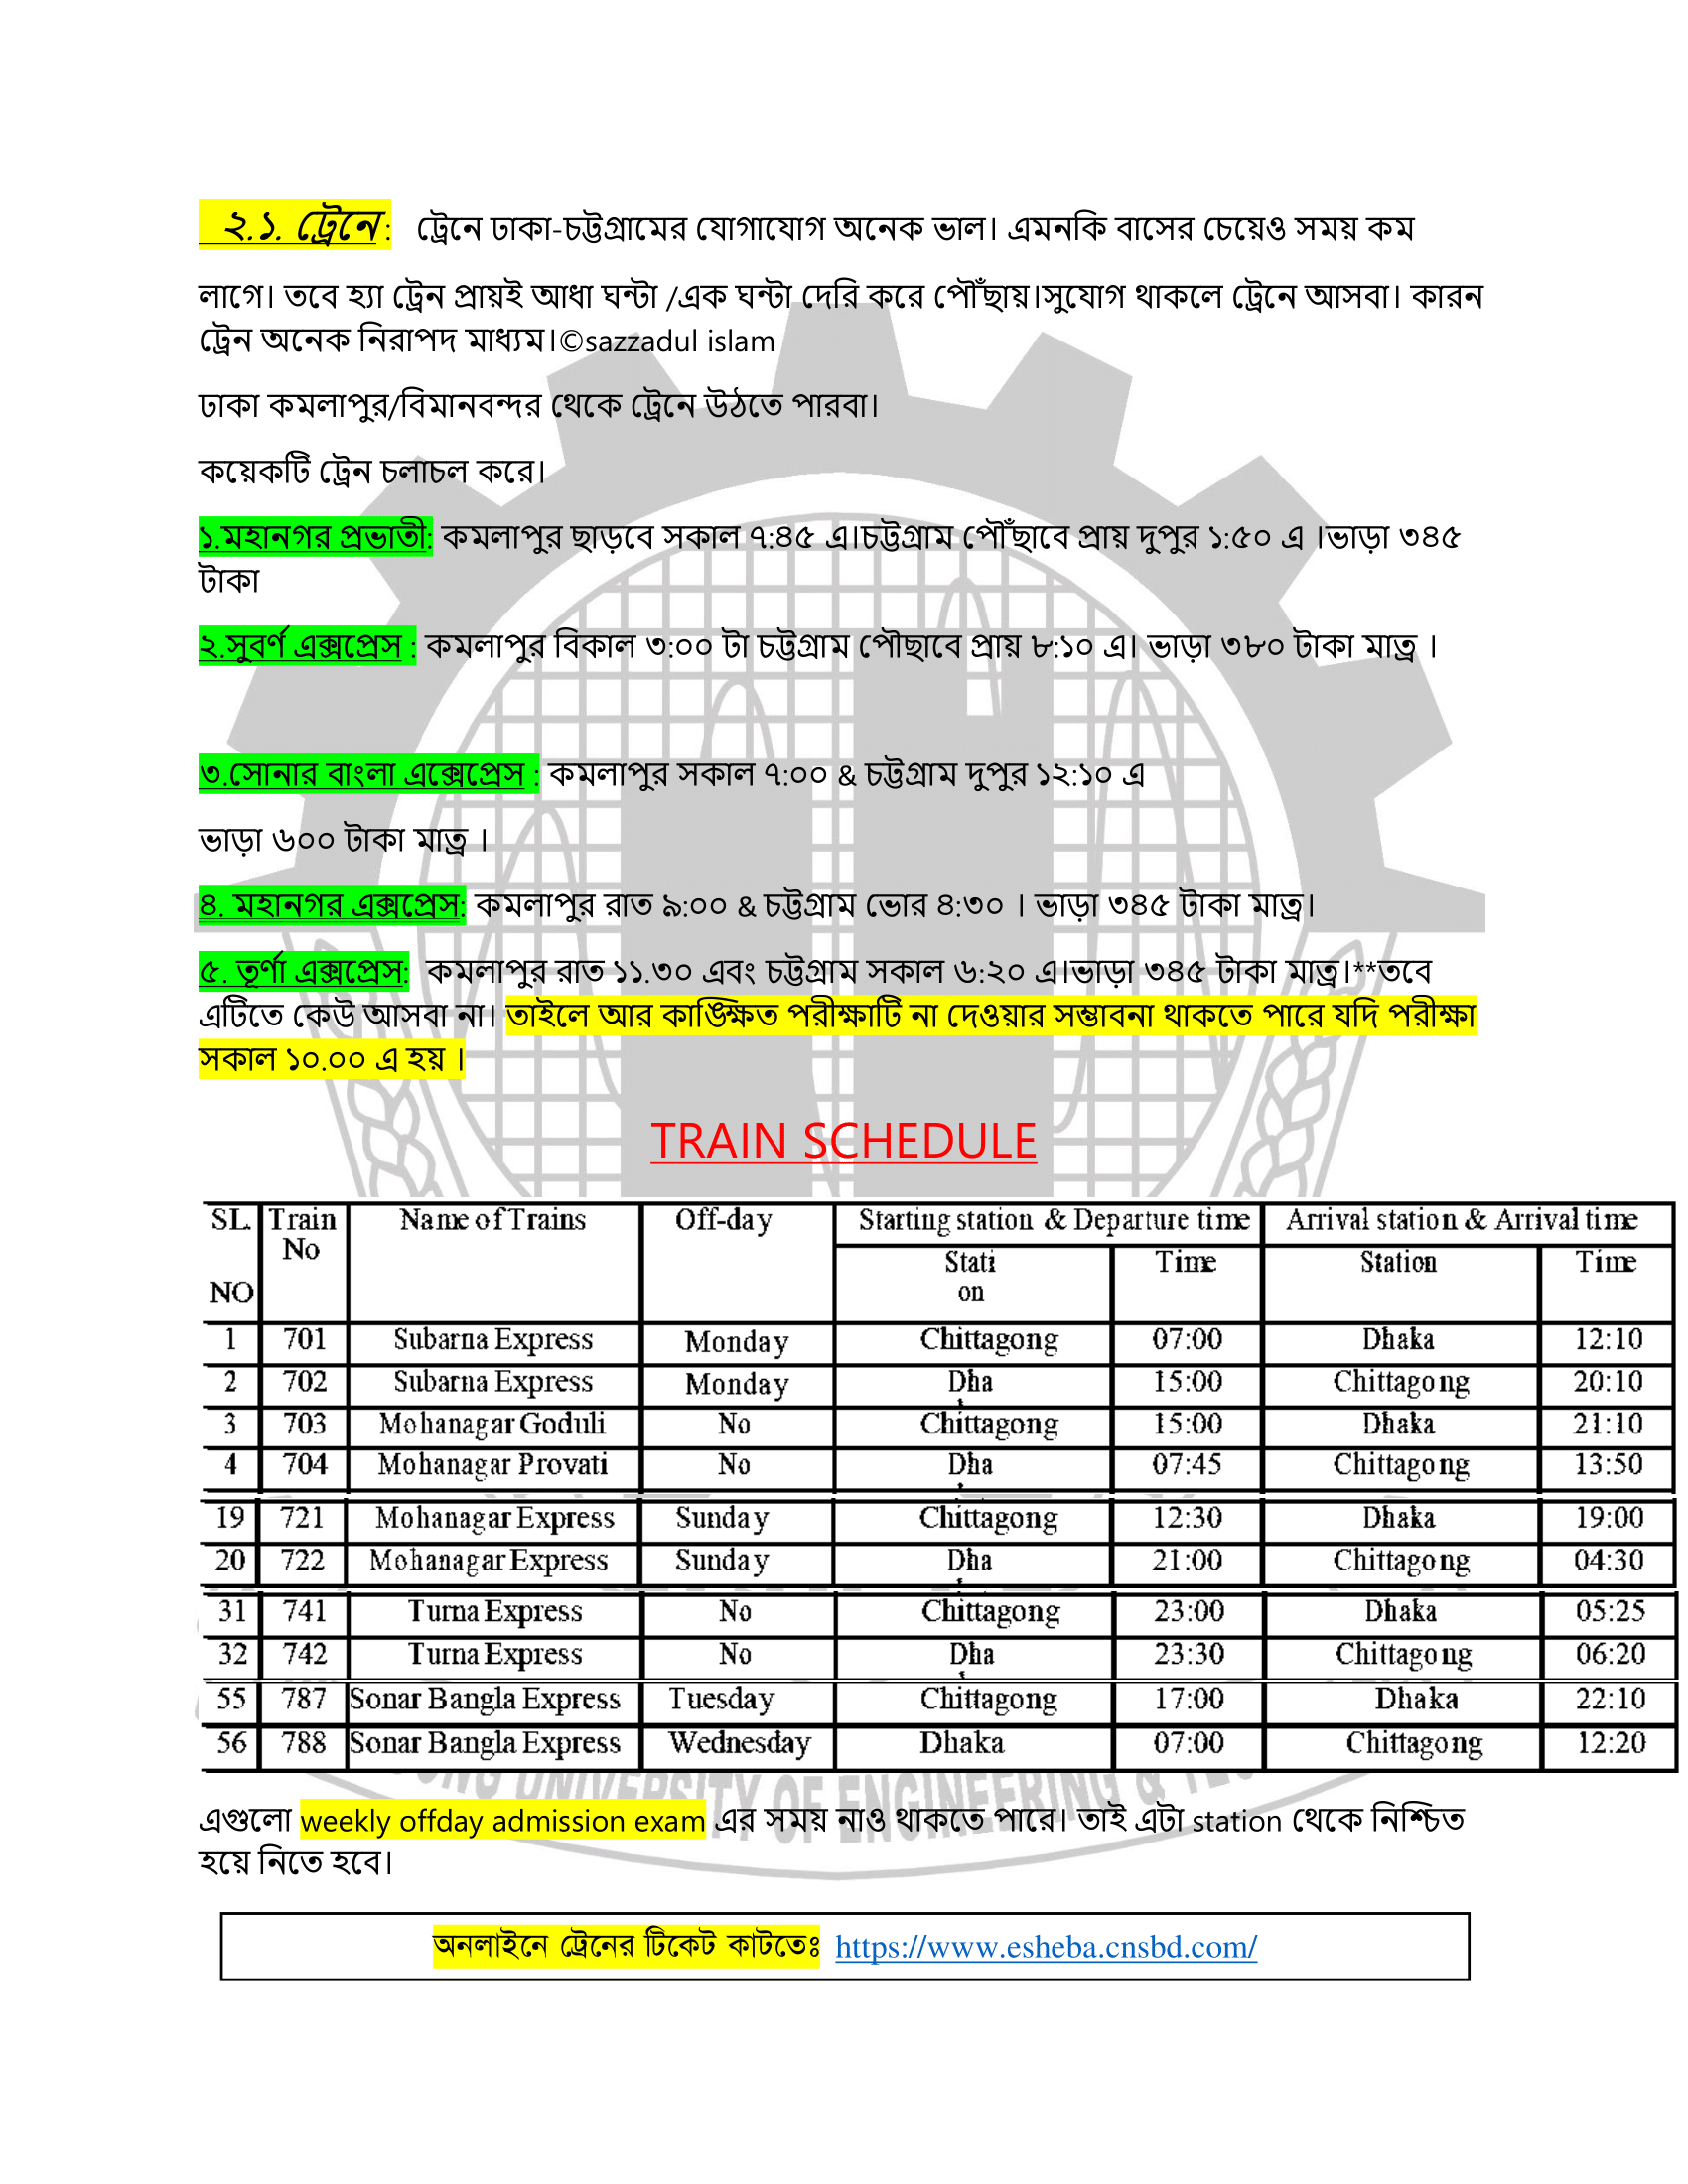 ২.১. ট্রেনে : ট্রেনে ঢাকা-চট্টগ্রামের যোগাযোগ অনেক ভাল। এমনকি বাসের চেয়েও সময় কম
লাগে। তবে হ্যা ট্রেন প্রায়ই আধা ঘন্টা /এক ঘন্টা দেরি করে পৌঁছায়।সুযোগ থাকলে ট্রেনে আসবা। কারন
ট্রেন অনেক নিরাপদ মাধ্যম।©sazzadul islam
ঢাকা কমলাপুর/বিমানবন্দর থেকে ট্রেনে উঠতে পারবা।
কয়েকটি ট্রেন চলাচল করে।
১.মহানগর প্রভাতী: কমলাপুর ছাড়বে সকাল ৭:৪৫ এ।চট্টগ্রাম পৌঁছাবে প্রায় দুপুর ১:৫০ এ ।ভাড়া ৩৪৫
টাকা
২.সুবর্ণ এক্সপ্রেস : কমলাপুর বিকাল ৩:০০ টা চট্টগ্রাম পৌছাবে প্রায় ৮:১০ এ। ভাড়া ৩৮০ টাকা মাত্র ।
৩.সোনার বাংলা এক্সেপ্রেস : কমলাপুর সকাল ৭:০০ & চট্টগ্রাম দুপুর ১২:১০ এ
ভাড়া ৬০০ টাকা মাত্র ।
৪. মহানগর এক্সপ্রেস: কমলাপুর রাত ৯:০০ & চট্টগ্রাম ভোর ৪:৩০ । ভাড়া ৩৪৫ টাকা মাত্র।
৫. তূর্ণা এক্সপ্রেস: কমলাপুর রাত ১১.৩০ এবং চট্টগ্রাম সকাল ৬:২০ এ।ভাড়া ৩৪৫ টাকা মাত্র।**তবে
এটিতে কেউ আসবা না। তাইলে আর কাঙ্ক্ষিত পরীক্ষাটি না দেওয়ার সম্ভাবনা থাকতে পারে যদি পরীক্ষা
সকাল ১০.০০ এ হয় ।
TRAIN SCHEDULE
SL. Train Name of Trains Off-day Starting station & Departure time Arrival station & Arrival time
No Stati Time Station Time
NO on
1 701 Subarna Express Monday Chittagong 07:00 Dhaka 12:10
2 702 Subarna Express Monday Dha 15:00 Chittagong 20:10
3 703 Mohanagar Goduli No Chittagong 15:00 Dhaka 21:10
4 704 Mohanagar Provati No Dha 07:45 Chittagong 13:50
19 721 Mohanagar Express Sunday Chittagong 12:30 Dhaka 19:00
20 722 Mohanagar Express Sunday Dha 21:00 Chittagong 04:30
31 741 Turna Express No Chittagong 23:00 Dhaka 05:25
32 742 Turna Express No Dha 23:30 Chittagong 06:20
55 787 Sonar Bangla Express Tuesday Chittagong 17:00 Dhaka 22:10
56 788 Sonar Bangla Express Wednesday Dhaka 07:00 Chittagong 12:20
UNIVERSITY OF ENGINEERING &
এগুলো weekly offday admission exam এর সময় নাও থাকতে পারে। তাই এটা station থেকে নিশ্চিত
হয়ে নিতে হবে।
অনলাইনে ট্রেনের টিকেট কাটতেঃ https://www.esheba.cnsbd.com/